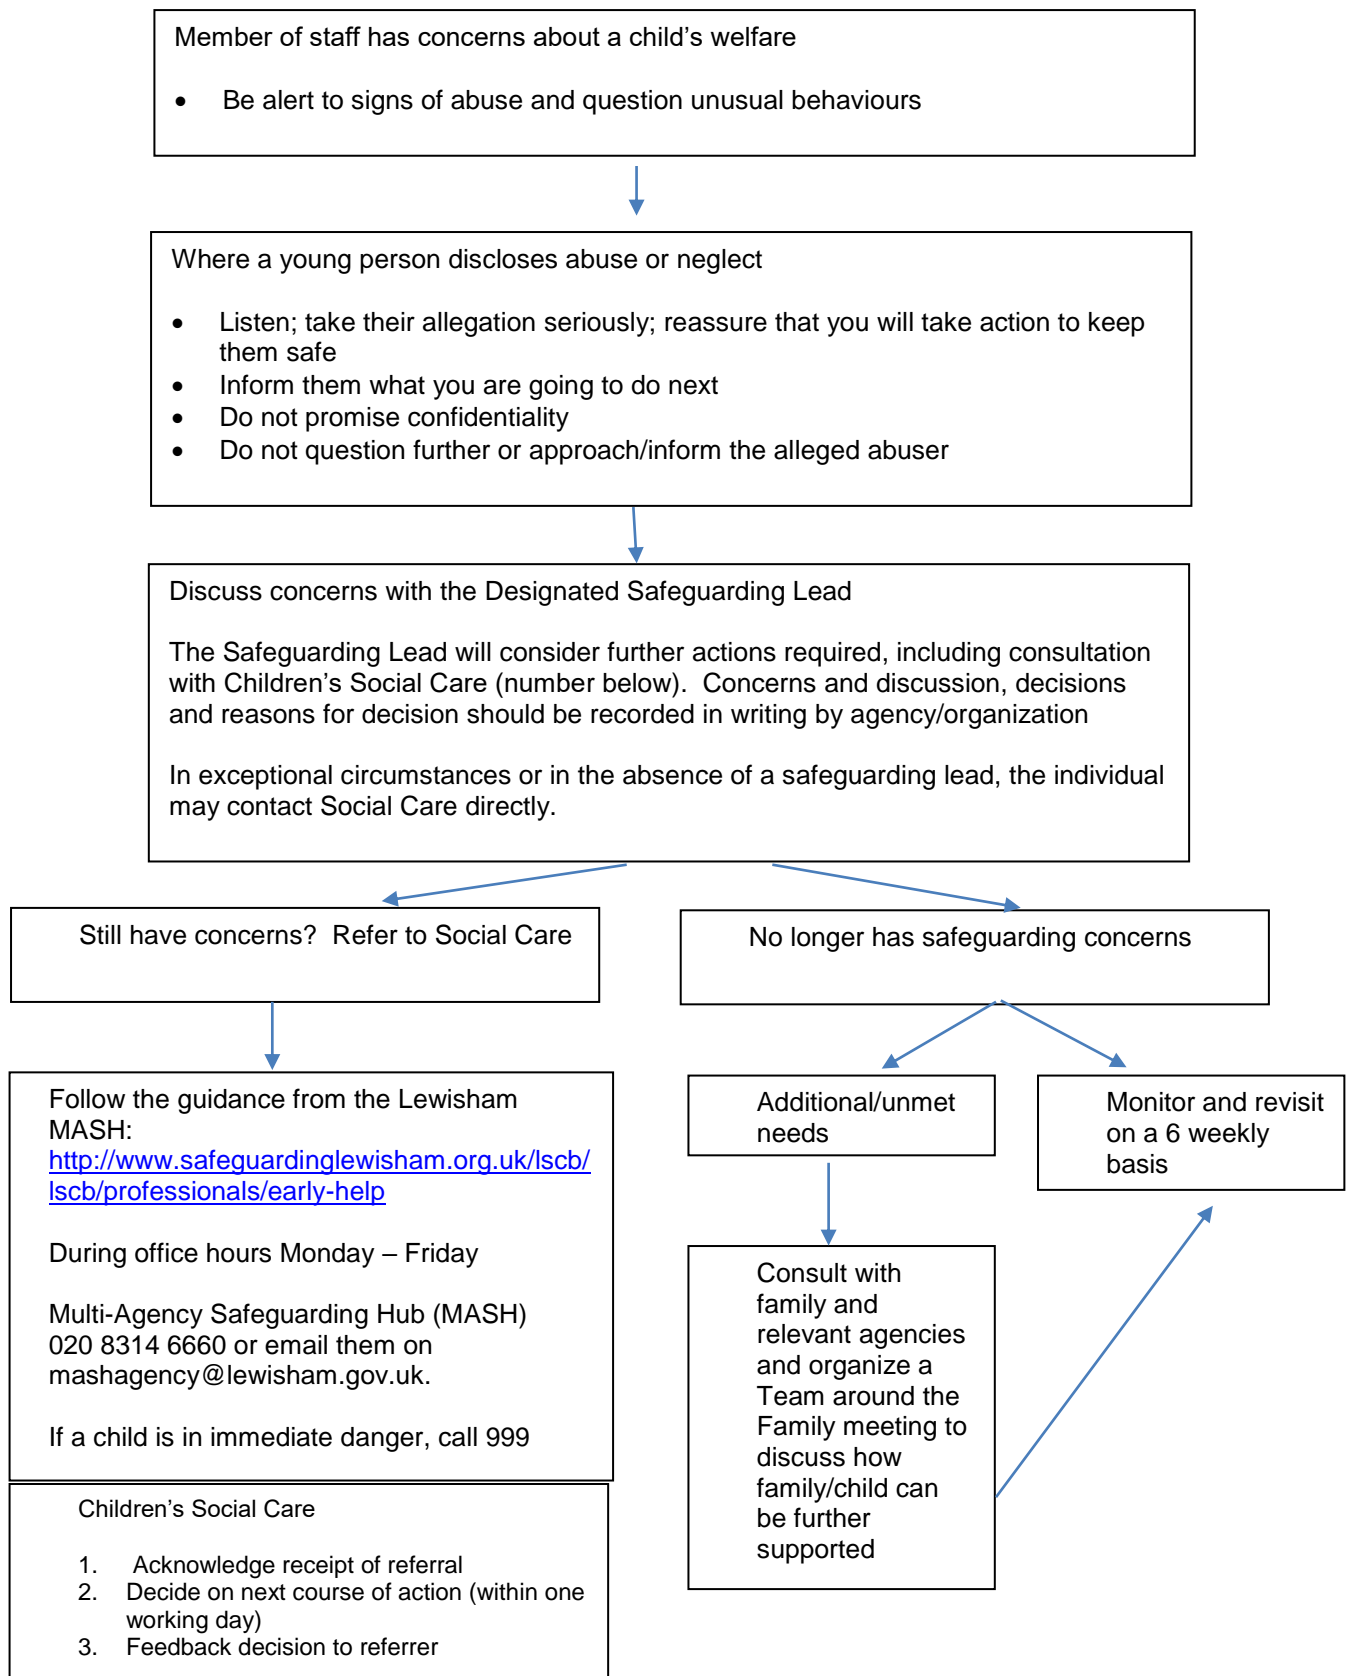 Member of staff has concerns about a child’s welfare
• Be alert to signs of abuse and question unusual behaviours
Where a young person discloses abuse or neglect
• Listen; take their allegation seriously; reassure that you will take action to keep
them safe
• Inform them what you are going to do next
• Do not promise confidentiality
• Do not question further or approach/inform the alleged abuser
Discuss concerns with the Designated Safeguarding Lead
The Safeguarding Lead will consider further actions required, including consultation
with Children’s Social Care (number below).  Concerns and discussion, decisions
and reasons for decision should be recorded in writing by agency/organization
In exceptional circumstances or in the absence of a safeguarding lead, the individual
may contact Social Care directly.
Still have concerns?  Refer to Social Care
No longer has safeguarding concerns
Follow the guidance from the Lewisham
MASH:
http://www.safeguardinglewisham.org.uk/lscb/
lscb/professionals/early-help
During office hours Monday – Friday
Multi-Agency Safeguarding Hub (MASH)
020 8314 6660 or email them on
mashagency@lewisham.gov.uk.
If a child is in immediate danger, call 999
Children’s Social Care
1. Acknowledge receipt of referral
2. Decide on next course of action (within one
working day)
3. Feedback decision to referrer
Additional/unmet
needs
Consult with
family and
relevant agencies
and organize a
Team around the
Family meeting to
discuss how
family/child can
be further
supported
Monitor and revisit
on a 6 weekly
basis